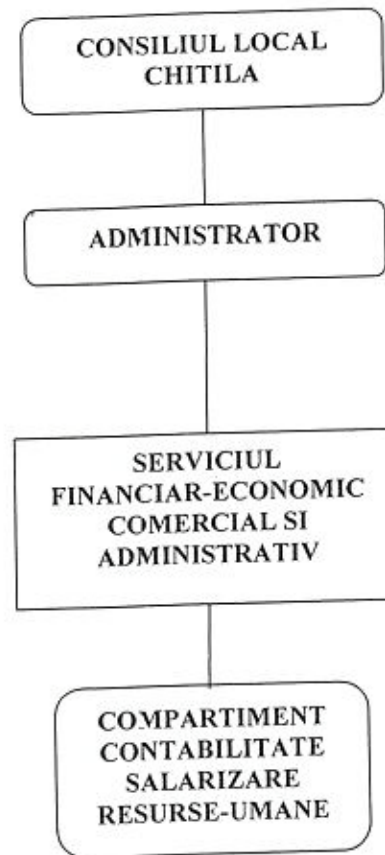 CONSILIUL LOCAL
CHITILA
ADMINISTRATOR
SERVICIUL
FINANCIAR-ECONOMIC
COMERCIAL SI
ADMINISTRATIV
COMPARTIMENT
CONTABILITATE
SALARIZARE
RESURSE-UMANE